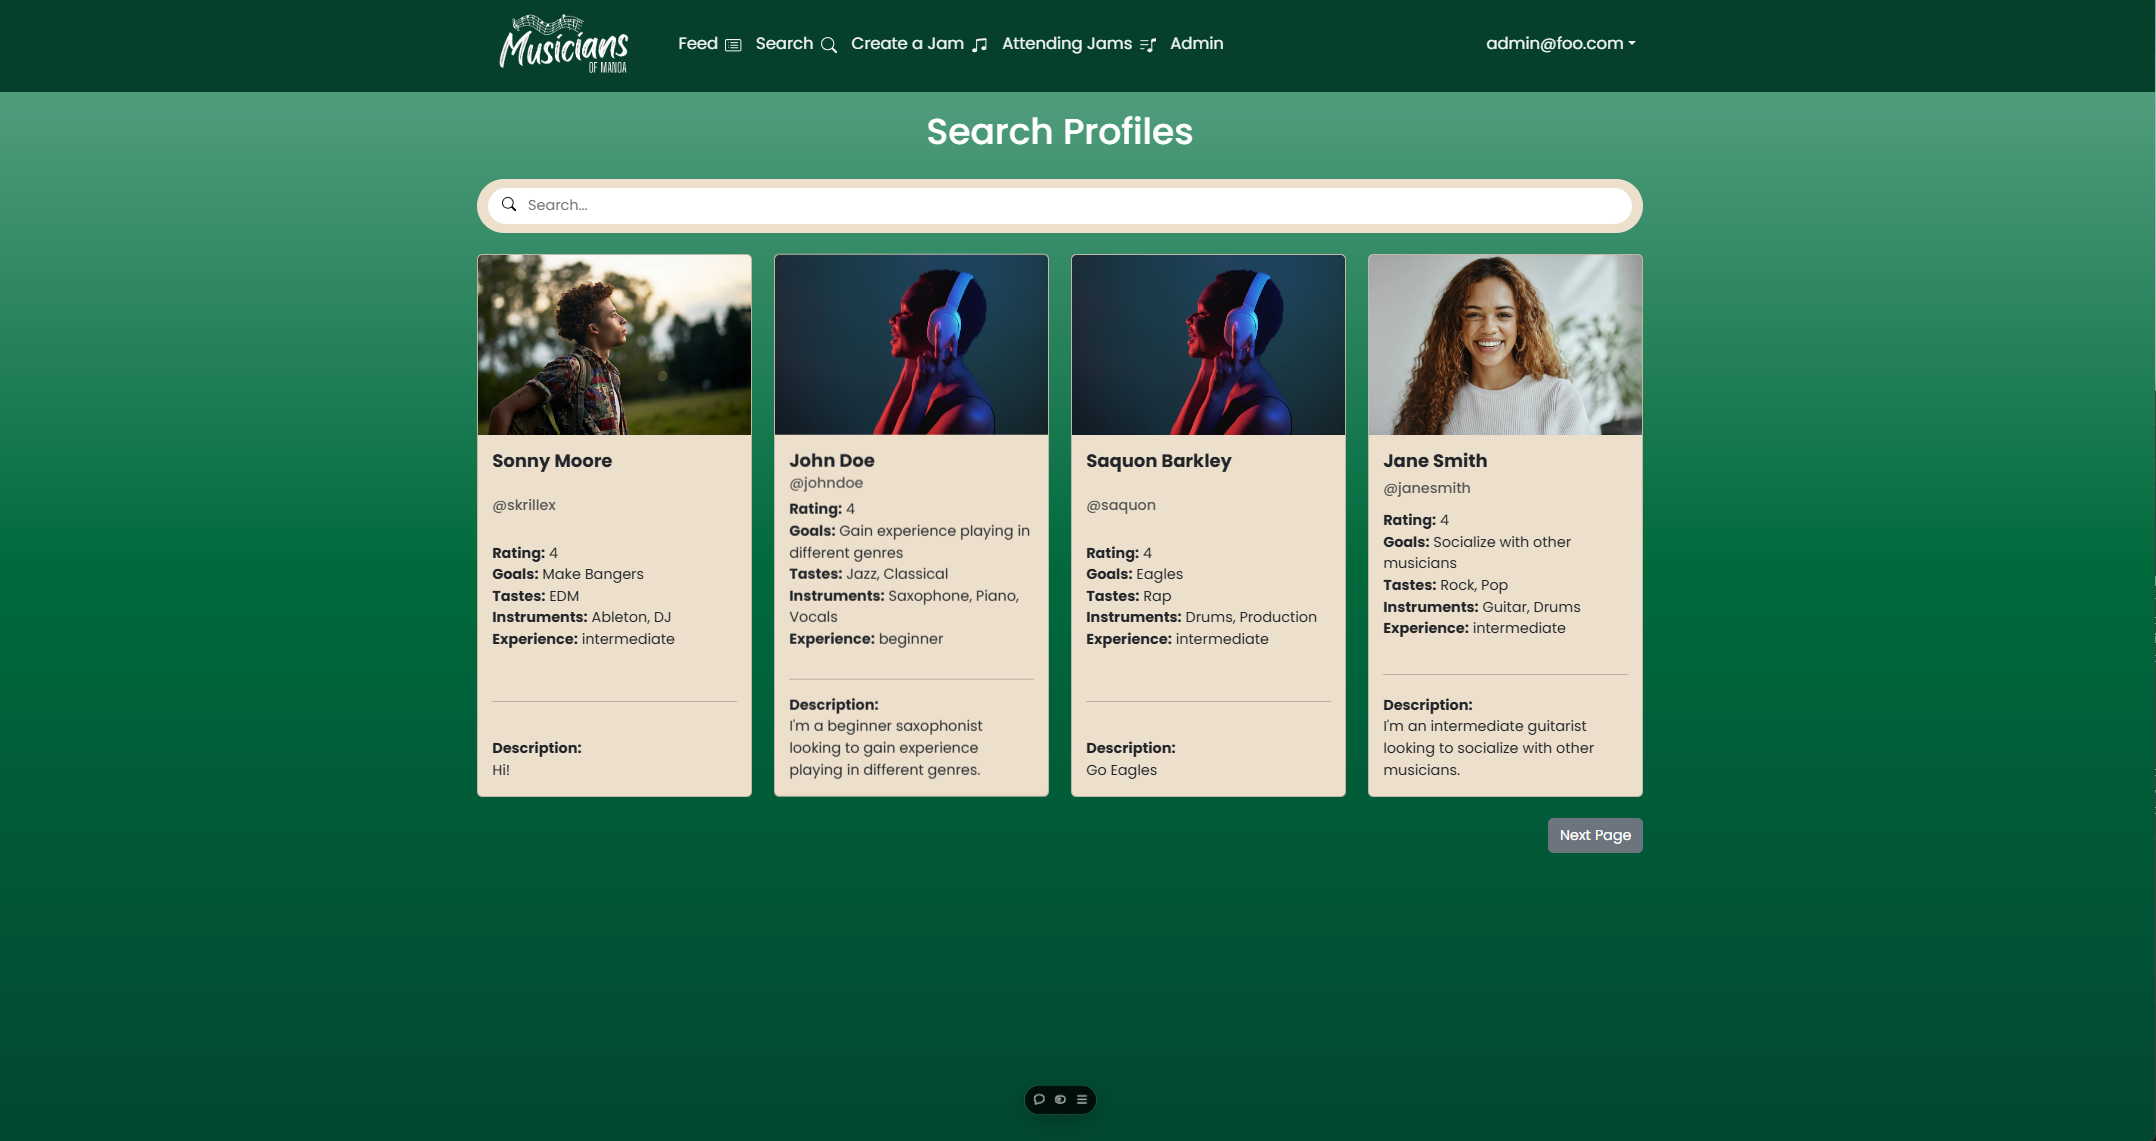 Musicians
OF MANOA
Feed Search Create a Jam Attending Jams Admin admin@foo.com
Search Profiles
Search...
Sonny Moore
@skrillex
Rating: 4
Goals: Make Bangers
Tastes: EDM
Instruments: Ableton, DJ
Experience: intermediate
Description:
Hi!
John Doe
@johndoe
Rating: 4
Goals: Gain experience playing in
different genres
Tastes: Jazz, Classical
Instruments: Saxophone, Piano,
Vocals
Experience: beginner
Description:
I'm a beginner saxophonist
looking to gain experience
playing in different genres.
Saquon Barkley
@saquon
Rating: 4
Goals: Eagles
Tastes: Rap
Instruments: Drums, Production
Experience: intermediate
Description:
Go Eagles
Jane Smith
@janesmith
Rating: 4
Goals: Socialize with other
musicians
Tastes: Rock, Pop
Instruments: Guitar, Drums
Experience: intermediate
Description:
I'm an intermediate guitarist
looking to socialize with other
musicians.
Next Page